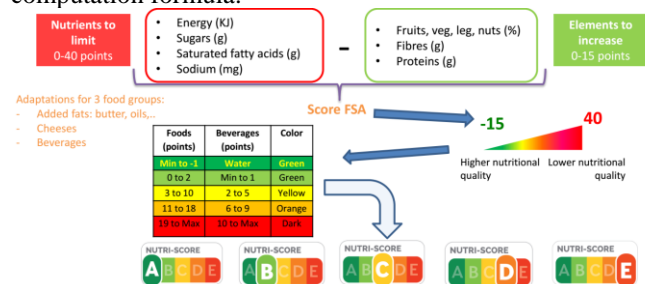 computation formula.
Nutrients to
limit
0-40 points
• Energy (KJ)
• Sugars (g)
• Saturated fatty acids (g)
• Sodium (mg)
-
• Fruits, veg, leg, nuts (%)
• Fibres (g)
• Proteins (g)
Elements to
increase
0-15 points
Adaptations for 3 food groups:
- Added fats: butter, oils,..
- Cheeses
- Beverages
Score FSA
-15
40
Higher nutritional
quality
Lower nutritional
quality
Foods
(points)
Beverages
(points)
Color
Min to -1 Water Green
0 to 2 Min to 1 Green
3 to 10 2 to 5 Yellow
11 to 18 6 to 9 Orange
19 to Max 10 to Max Dark
NUTRI-SCORE
A B C D E
NUTRI-SCORE
A B C D E
NUTRI-SCORE
A B C D E
NUTRI-SCORE
A B C D E
NUTRI-SCORE
A B C D E